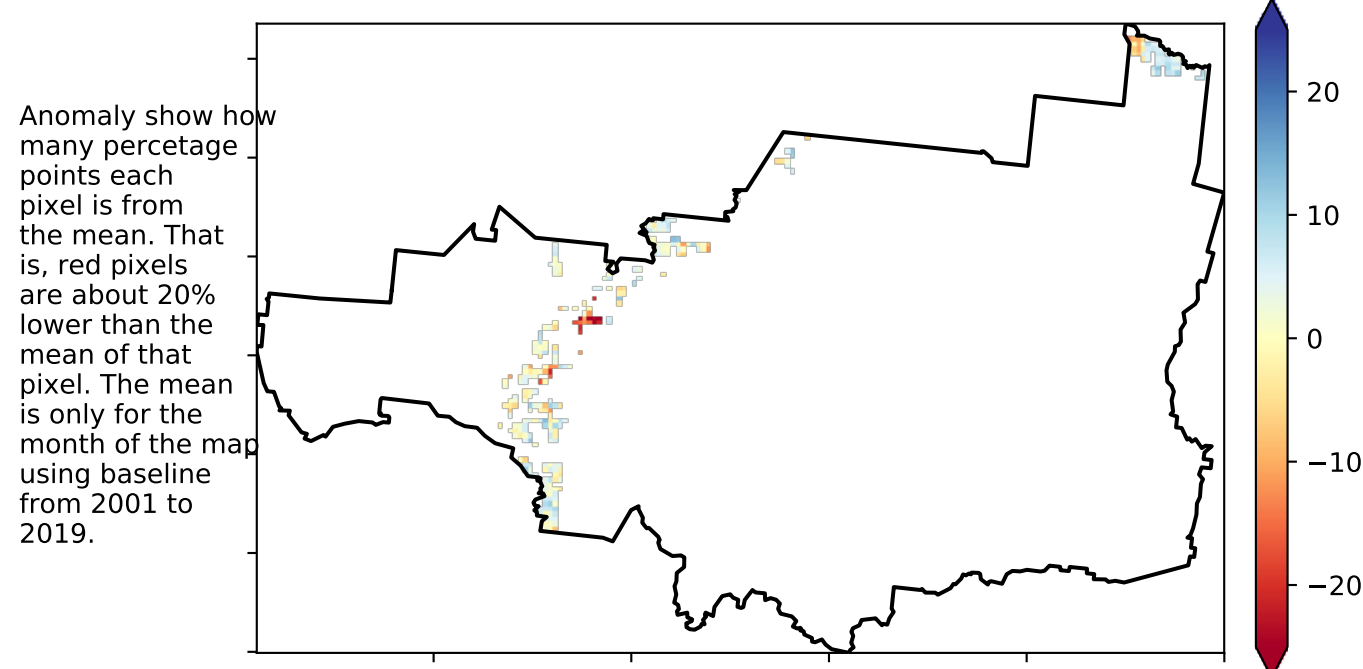 Anomaly show how
many percetage
points each
pixel is from
the mean. That
is, red pixels
are about 20%
lower than the
mean of that
pixel. The mean
is only for the
month of the map
using baseline
from 2001 to
2019.
20
10
0
−10
−20